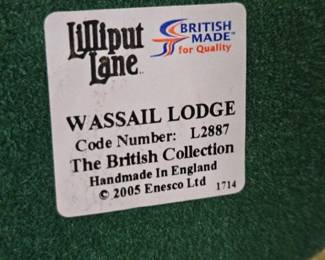 Lilliput
Lane
BRITISH
MADE™
for Quality
WASSAIL LODGE
Code Number: L2887
The British Collection
Handmade In England
© 2005 Enesco Ltd 1714